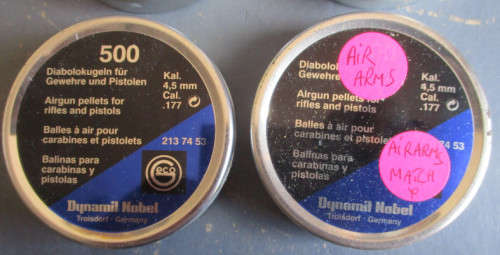 500
Diabolokugeln für
Gewehre und Pistolen
Kal.
4,5 mm
Cal.
.177
Airgun pellets for
rifles and pistols
Balles à air pour
carabines et pistolets
213 74 53
Balinas para
carabinas y
pistolas
eco
Dynamit Nobel
Troisdorf · Germany
AIR
ARMS
Diabolokugeln
Gewehre und
Kal.
4,5 mm
Cal.
.177
Airgun pellets for
rifles and pistols
Balles à air pour
carabines et pistolets
74 53
Balinas para
carabinas y
pistolas
AIRARMS
MATCH
Dynamit Nobel
Troisdorf · Germany